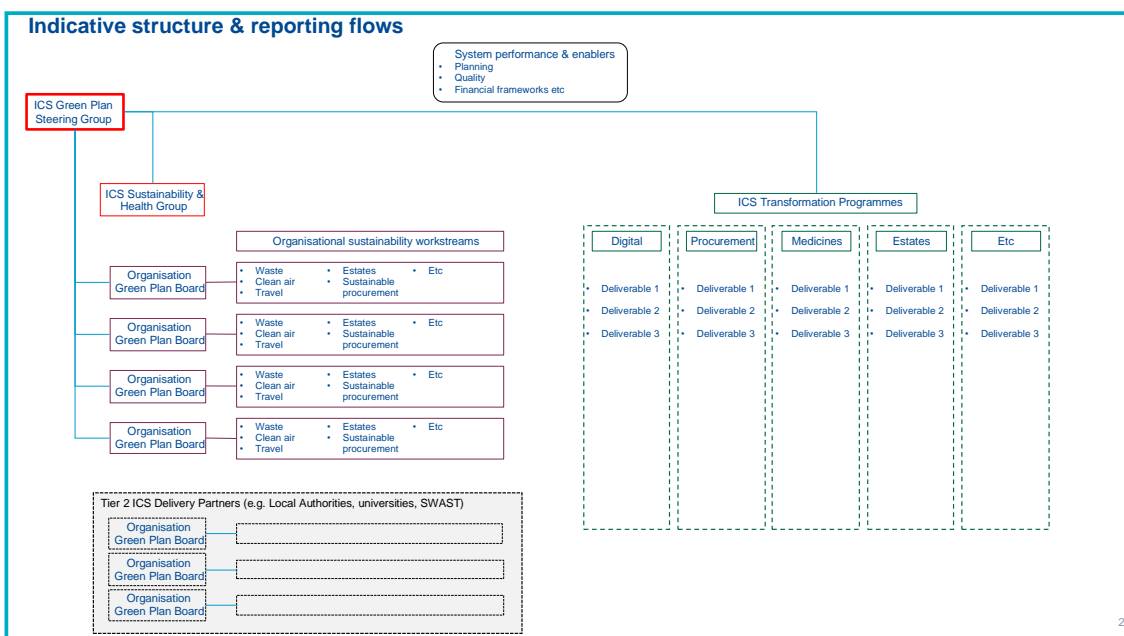 Indicative structure & reporting flows
System performance & enablers
• Planning
• Quality
• Financial frameworks etc
ICS Green Plan
Steering Group
ICS Sustainability &
Health Group
ICS Transformation Programmes
Organisational sustainability workstreams
Organisation
Green Plan Board
• Waste
• Clean air
• Travel
• Estates
• Sustainable
procurement
• Etc
Organisation
Green Plan Board
• Waste
• Clean air
• Travel
• Estates
• Sustainable
procurement
• Etc
Organisation
Green Plan Board
• Waste
• Clean air
• Travel
• Estates
• Sustainable
procurement
• Etc
Organisation
Green Plan Board
• Waste
• Clean air
• Travel
• Estates
• Sustainable
procurement
• Etc
Digital
• Deliverable 1
• Deliverable 2
• Deliverable 3
Procurement
• Deliverable 1
• Deliverable 2
• Deliverable 3
Medicines
• Deliverable 1
• Deliverable 2
• Deliverable 3
Estates
• Deliverable 1
• Deliverable 2
• Deliverable 3
Etc
• Deliverable 1
• Deliverable 2
• Deliverable 3
Tier 2 ICS Delivery Partners (e.g. Local Authorities, universities, SWAST)
Organisation
Green Plan Board
Organisation
Green Plan Board
Organisation
Green Plan Board
2